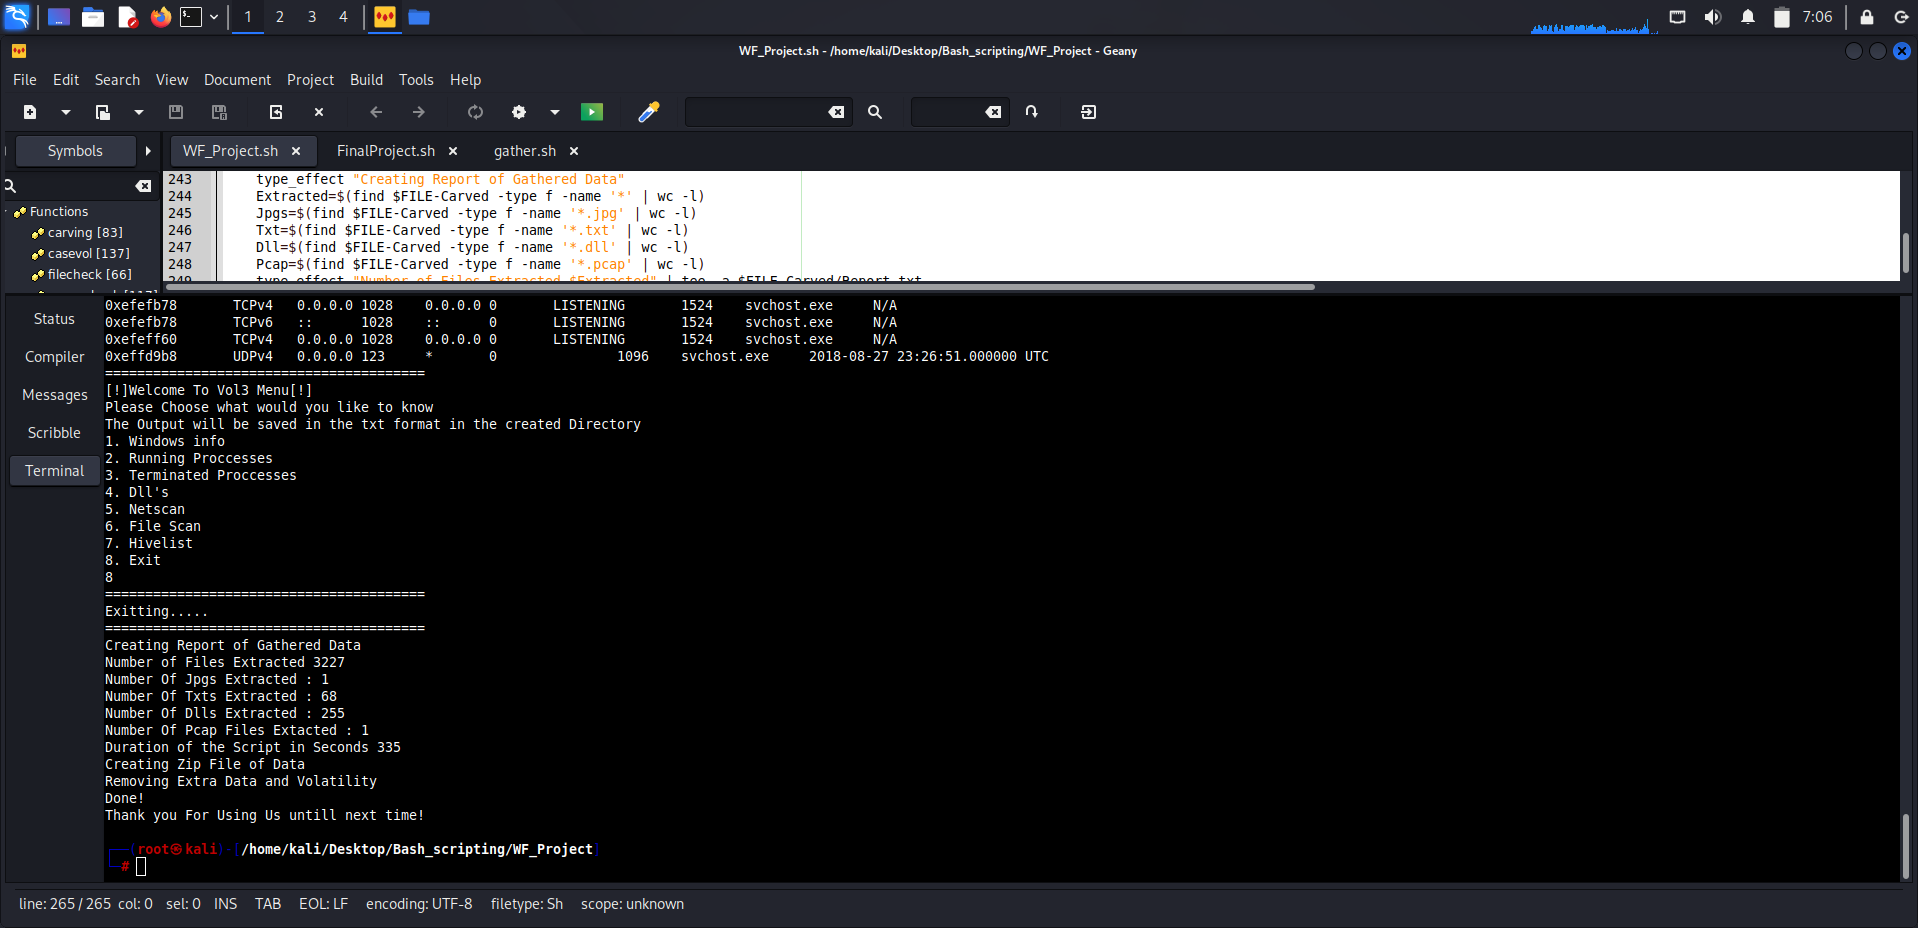 1 2 3 4 7:06
WF_Project.sh - /home/kali/Desktop/Bash_scripting/WF_Project - Geany
File Edit Search View Document Project Build Tools Help
Symbols WF_Project.sh FinalProject.sh gather.sh
Functions
carving [83]
casevol [137]
filecheck [66]
243 type_effect "Creating Report of Gathered Data"
244 Extracted=$(find $FILE-Carved -type f -name '*' | wc -l)
245 Jpgs=$(find $FILE-Carved -type f -name '*.jpg' | wc -l)
246 Txt=$(find $FILE-Carved -type f -name '*.txt' | wc -l)
247 Dll=$(find $FILE-Carved -type f -name '*.dll' | wc -l)
248 Pcap=$(find $FILE-Carved -type f -name '*.pcap' | wc -l)
249 type_effect "Number of Files Extracted $Extracted" | tee -a $FILE-Carved/Report.txt
Status
Compiler
Messages
Scribble
Terminal
0xefefb78 TCPv4 0.0.0.0 1028 0.0.0.0 0 LISTENING 1524 svchost.exe N/A
0xefefb78 TCPv6 :: 1028 :: 0 LISTENING 1524 svchost.exe N/A
0xefeff60 TCPv4 0.0.0.0 1028 0.0.0.0 0 LISTENING 1524 svchost.exe N/A
0xeffd9b8 UDPv4 0.0.0.0 123 * 0 1096 svchost.exe 2018-08-27 23:26:51.000000 UTC
========================================
[!]Welcome To Vol3 Menu[!]
Please Choose what would you like to know
The Output will be saved in the txt format in the created Directory
1. Windows info
2. Running Proccesses
3. Terminated Proccesses
4. Dll's
5. Netscan
6. File Scan
7. Hivelist
8. Exit
8
========================================
Exitting.....
========================================
Creating Report of Gathered Data
Number of Files Extracted 3227
Number Of Jpgs Extracted : 1
Number Of Txts Extracted : 68
Number Of Dlls Extracted : 255
Number Of Pcap Files Extacted : 1
Duration of the Script in Seconds 335
Creating Zip File of Data
Removing Extra Data and Volatility
Done!
Thank you For Using Us untill next time!
(root㉿kali)-[/home/kali/Desktop/Bash_scripting/WF_Project]
#
line: 265 / 265 col: 0 sel: 0 INS TAB EOL: LF encoding: UTF-8 filetype: Sh scope: unknown